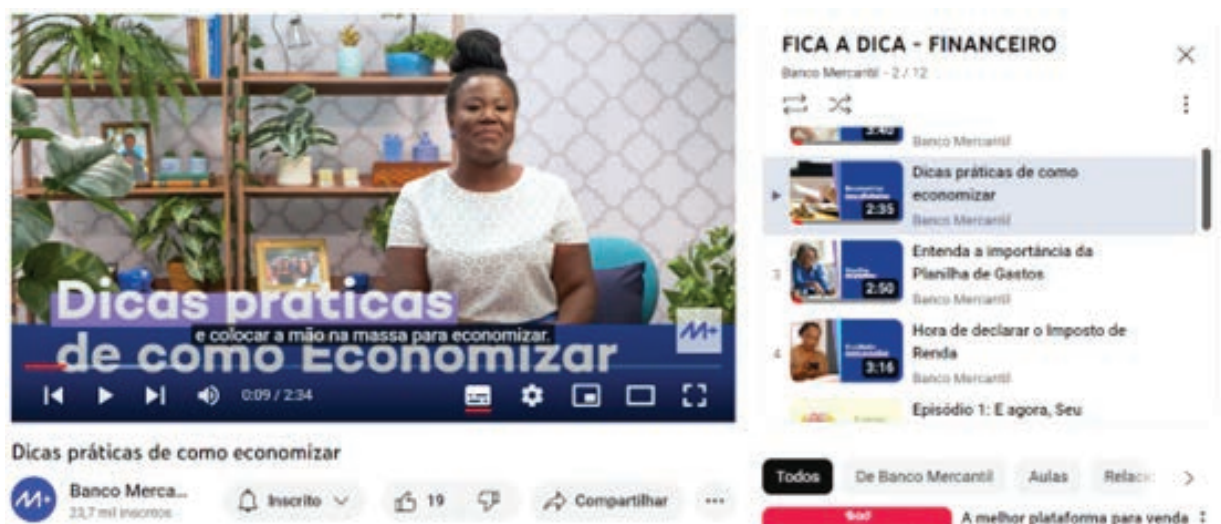 Dicas práticas
de como Economizar
e colocar a mão na massa para economizar.
M+
0:09 / 2:34
Dicas práticas de como economizar
M+
Banco Merca...
23,7 mil inscritos
Inscrito
19
Compartilhar
FICA A DICA - FINANCEIRO
Banco Mercantil - 2 / 12
3:40
Banco Mercantil
2:35
Dicas práticas de como
economizar
Banco Mercantil
3
2:50
Entenda a importância da
Planilha de Gastos
Banco Mercantil
4
3:16
Hora de declarar o Imposto de
Renda
Banco Mercantil
Episódio 1: E agora, Seu
Todos
De Banco Mercantil
Aulas
A melhor plataforma para venda